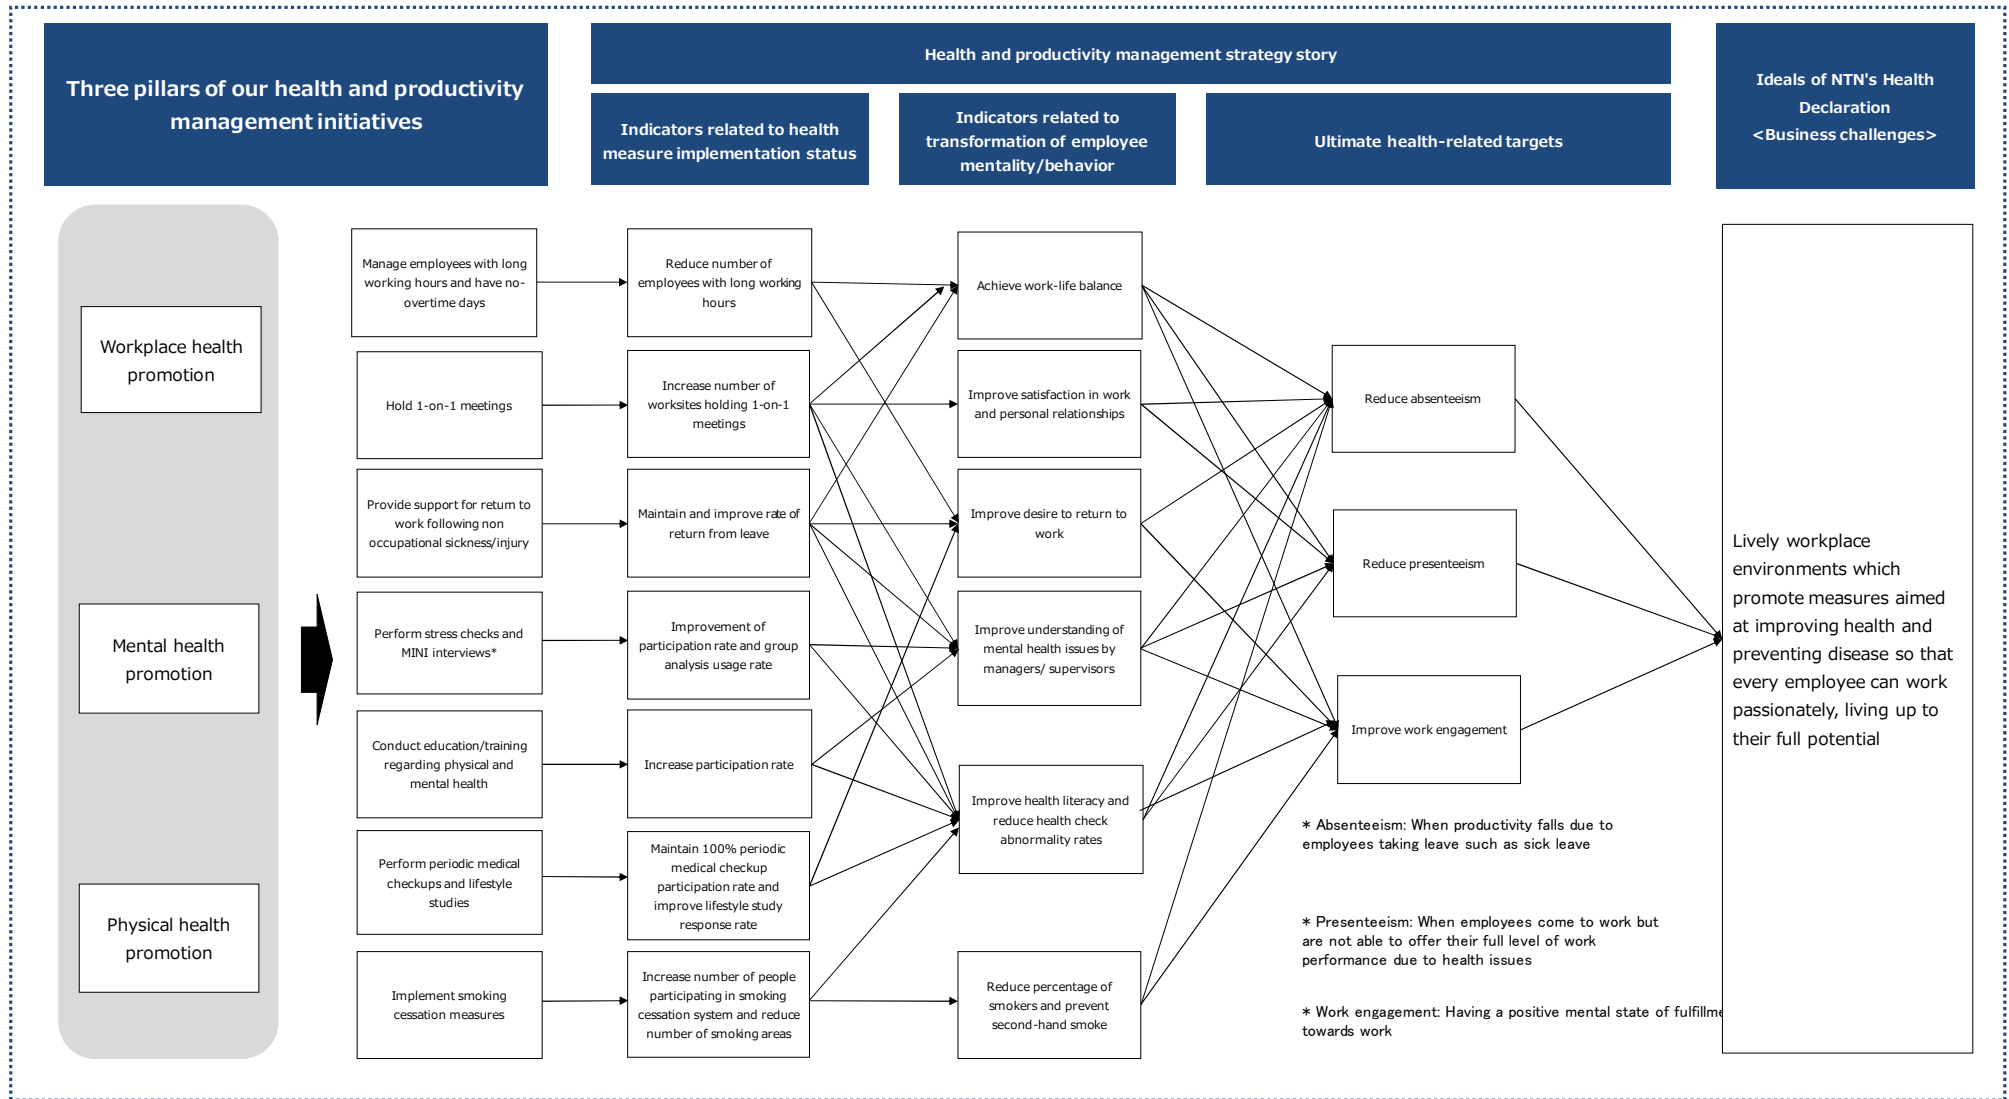 Three pillars of our health and productivity
management initiatives
Health and productivity management strategy story
Indicators related to health
measure implementation status
Indicators related to
transformation of employee
mentality/behavior
Ultimate health-related targets
Ideals of NTN's Health
Declaration
<Business challenges>
Workplace health
promotion
Mental health
promotion
Physical health
promotion
Manage employees with long
working hours and have no-
overtime days
Hold 1-on-1 meetings
Provide support for return to
work following non
occupational sickness/injury
Perform stress checks and
MINI interviews*
Conduct education/training
regarding physical and
mental health
Perform periodic medical
checkups and lifestyle
studies
Implement smoking
cessation measures
Reduce number of
employees with long working
hours
Increase number of
worksites holding 1-on-1
meetings
Maintain and improve rate of
return from leave
Improvement of
participation rate and group
analysis usage rate
Increase participation rate
Maintain 100% periodic
medical checkup
participation rate and
improve lifestyle study
response rate
Increase number of people
participating in smoking
cessation system and reduce
number of smoking areas
Achieve work-life balance
Improve satisfaction in work
and personal relationships
Improve desire to return to
work
Improve understanding of
mental health issues by
managers/ supervisors
Improve health literacy and
reduce health check
abnormality rates
Reduce percentage of
smokers and prevent
second-hand smoke
Reduce absenteeism
Reduce presenteeism
Improve work engagement
* Absenteeism: When productivity falls due to
employees taking leave such as sick leave
* Presenteeism: When employees come to work but
are not able to offer their full level of work
performance due to health issues
* Work engagement: Having a positive mental state of fulfillme
towards work
Lively workplace
environments which
promote measures aimed
at improving health and
preventing disease so that
every employee can work
passionately, living up to
their full potential